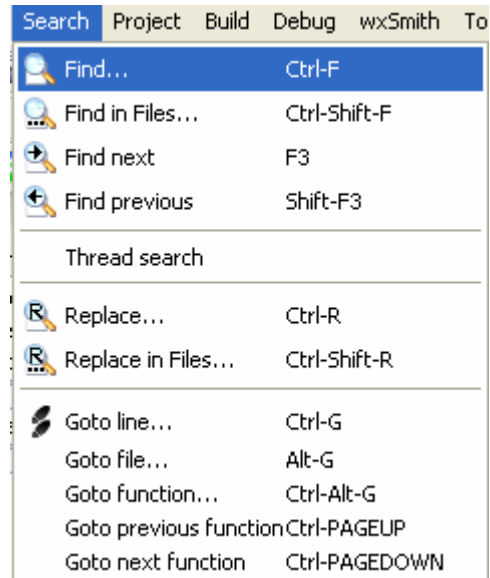 Search Project Build Debug wxSmith To
Find... Ctrl-F
Find in Files... Ctrl-Shift-F
Find next F3
Find previous Shift-F3
Thread search
Replace... Ctrl-R
Replace in Files... Ctrl-Shift-R
Goto line... Ctrl-G
Goto file... Alt-G
Goto function... Ctrl-Alt-G
Goto previous function Ctrl-PAGEUP
Goto next function Ctrl-PAGEDOWN